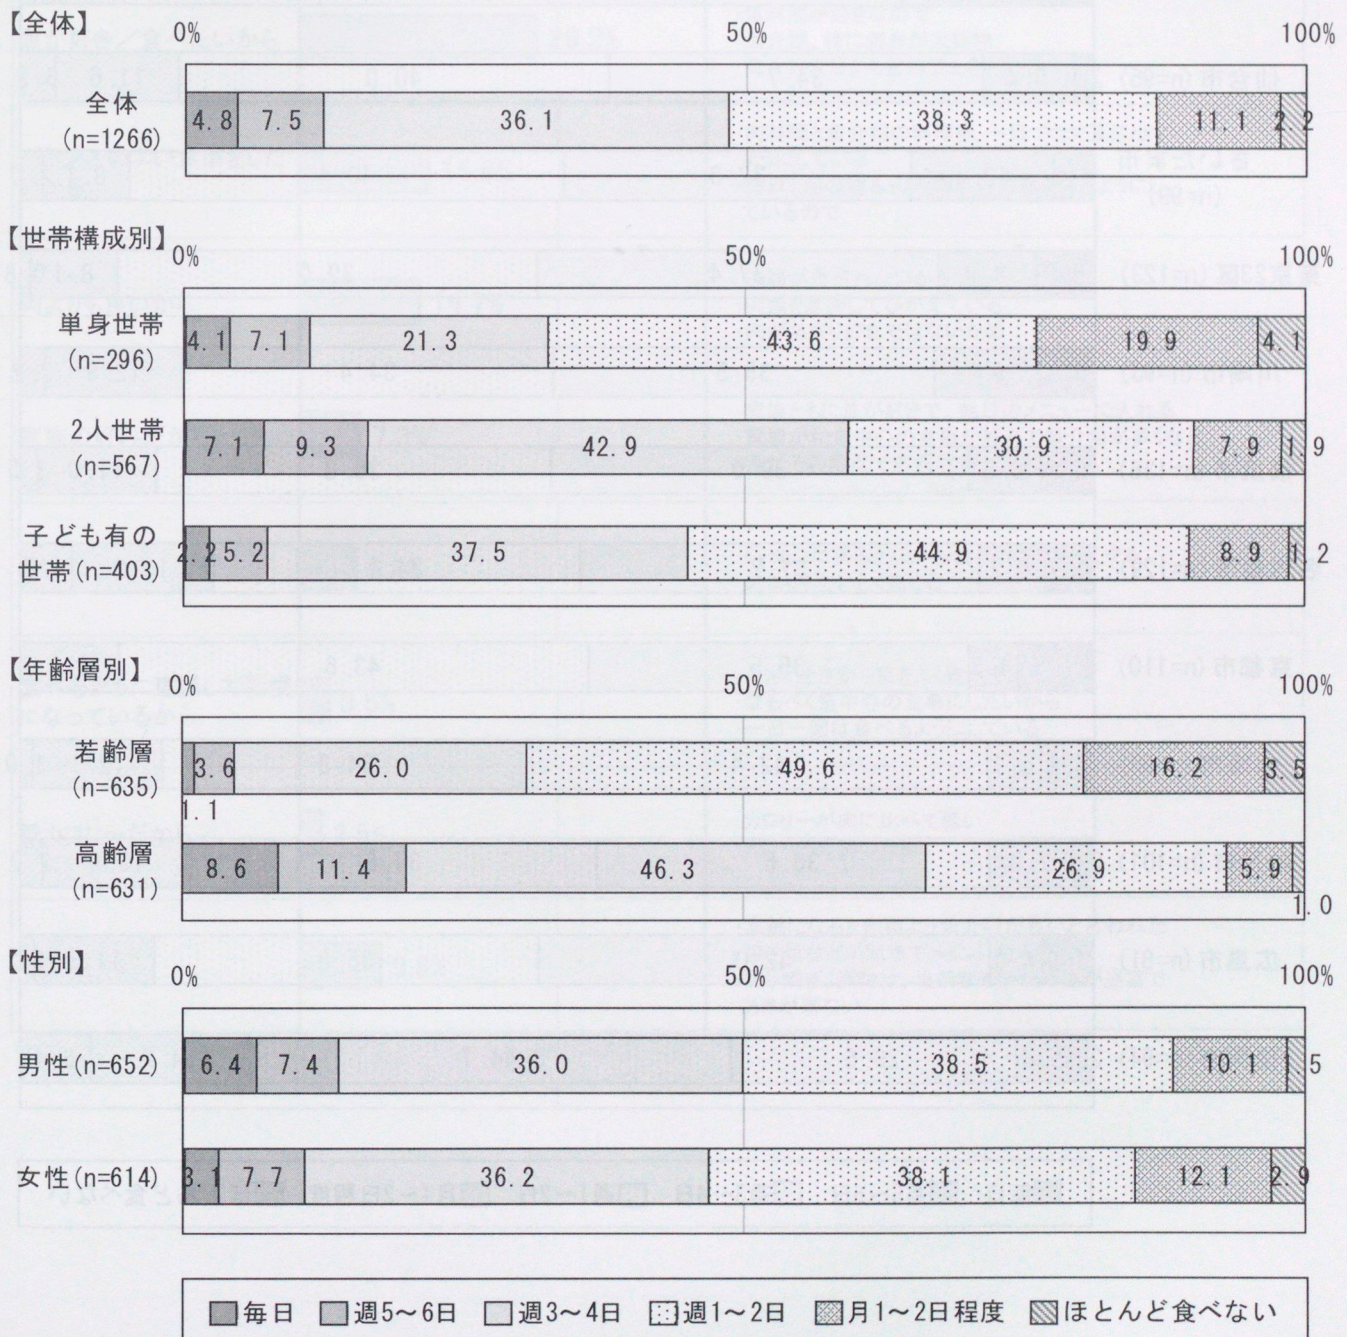 【全体】
0% 50% 100%
全体
(n=1266)
4.8 7.5 36.1 38.3 11.1 2.2
【世帯構成別】
0% 50% 100%
単身世帯
(n=296)
4.1 7.1 21.3 43.6 19.9 4.1
2人世帯
(n=567)
7.1 9.3 42.9 30.9 7.9 1.9
子ども有の
世帯(n=403)
2.2 5.2 37.5 44.9 8.9 1.2
【年齢層別】
0% 50% 100%
若齢層
(n=635)
3.6 26.0 49.6 16.2 3.5
1.1
高齢層
(n=631)
8.6 11.4 46.3 26.9 5.9
1.0
【性別】
0% 50% 100%
男性(n=652)
6.4 7.4 36.0 38.5 10.1 1.5
女性(n=614)
3.1 7.7 36.2 38.1 12.1 2.9
毎日 週5～6日 週3～4日 週1～2日 月1～2日程度 ほとんど食べない